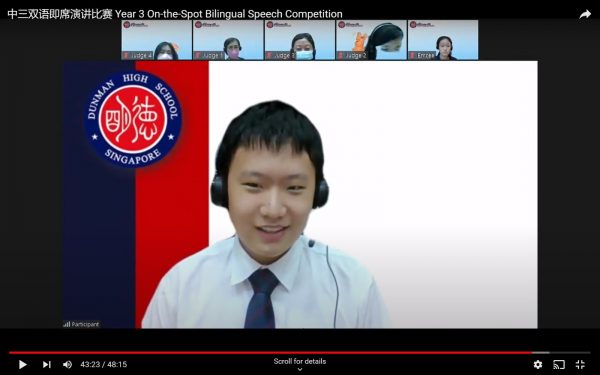 中三双语即席演讲比赛 Year 3 On-the-Spot Bilingual Speech Competition
Judge 4
Judge 1
Judge 3
Judge 2
Emcee
DUNMAN HIGH SCHOOL
SINGAPORE
Participant
43:23 / 48:15
Scroll for details